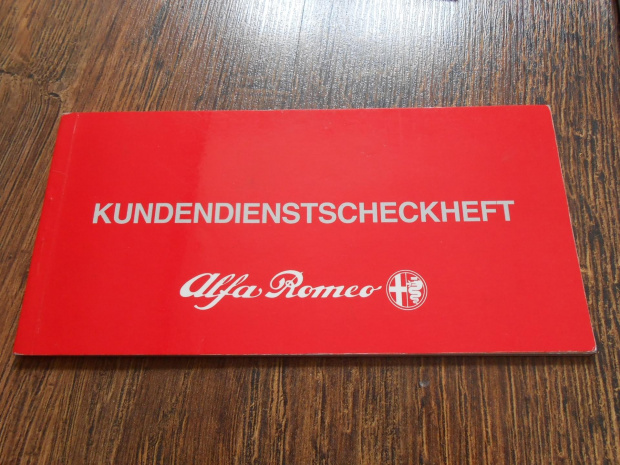 KUNDENDIENSTSCHECKHEFT
Alfa Romeo